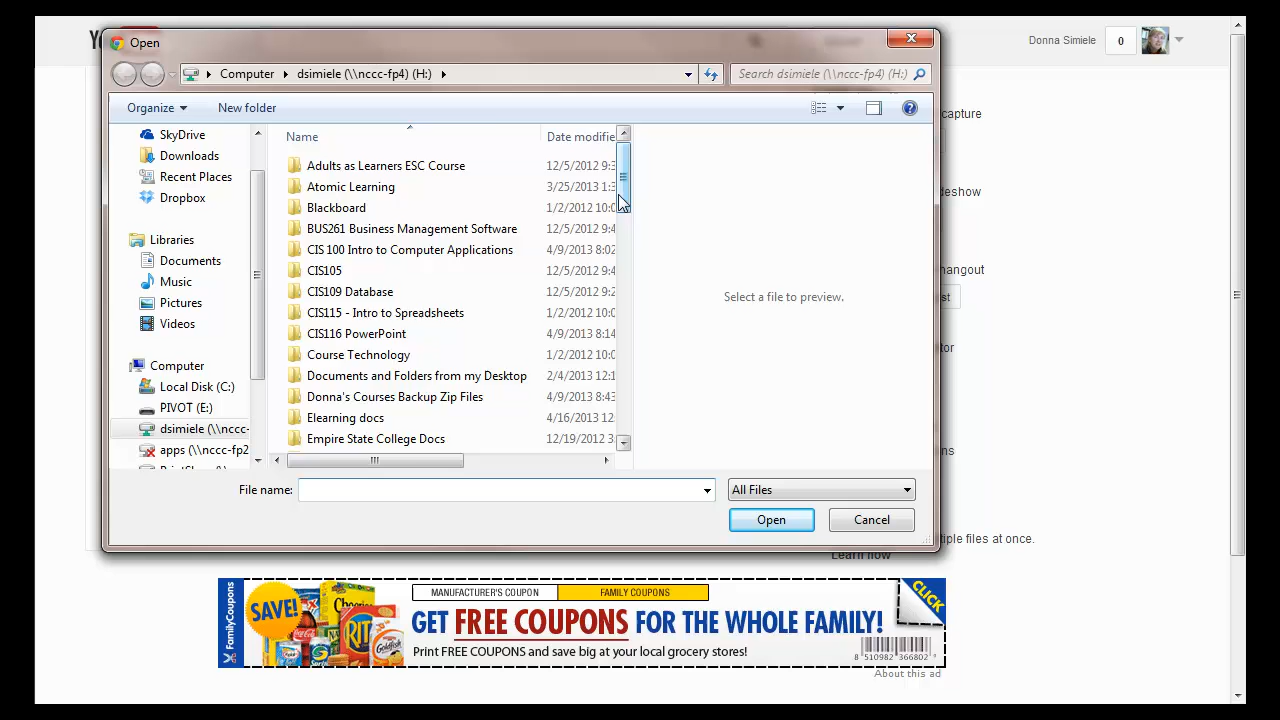 Yo
Donna Simiele 0
Open
Computer dsimiele (\\nccc-fp4) (H:)
Search dsimiele (\\nccc-fp4) (H:)
Organize New folder
SkyDrive
Downloads
Recent Places
Dropbox
Libraries
Documents
Music
Pictures
Videos
Computer
Local Disk (C:)
PIVOT (E:)
dsimiele (\\nccc-
apps (\\nccc-fp2
Name Date modifie
Adults as Learners ESC Course 12/5/2012 9:3
Atomic Learning 3/25/2013 1:3
Blackboard 1/2/2012 10:0
BUS261 Business Management Software 12/5/2012 9:4
CIS 100 Intro to Computer Applications 4/9/2013 8:02
CIS105 12/5/2012 9:4
CIS109 Database 12/5/2012 9:2
CIS115 - Intro to Spreadsheets 1/2/2012 10:0
CIS116 PowerPoint 4/9/2013 8:14
Course Technology 1/2/2012 10:0
Documents and Folders from my Desktop 2/4/2013 12:1
Donna's Courses Backup Zip Files 4/9/2013 8:43
Elearning docs 4/16/2013 12:
Empire State College Docs 12/19/2012 3:
Select a file to preview.
File name:
All Files
Open Cancel
capture
deshow
hangout
st
tor
ns
tiple files at once.
Learn how
FamilyCoupons
SAVE!
MANUFACTURER'S COUPON FAMILY COUPONS
GET FREE COUPONS FOR THE WHOLE FAMILY!
Print FREE COUPONS and save big at your local grocery stores!
CLICK
8 510982 366802
About this ad